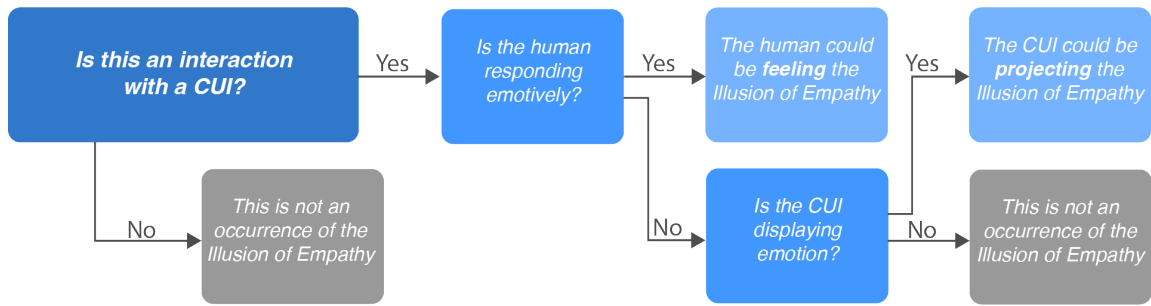 Is this an interaction
with a CUI?
Yes
Is the human
responding
emotively?
Yes
The human could
be feeling the
Illusion of Empathy
Yes
The CUI could be
projecting the
Illusion of Empathy
No
This is not an
occurrence of the
Illusion of Empathy
No
Is the CUI
displaying
emotion?
No
This is not an
occurrence of the
Illusion of Empathy